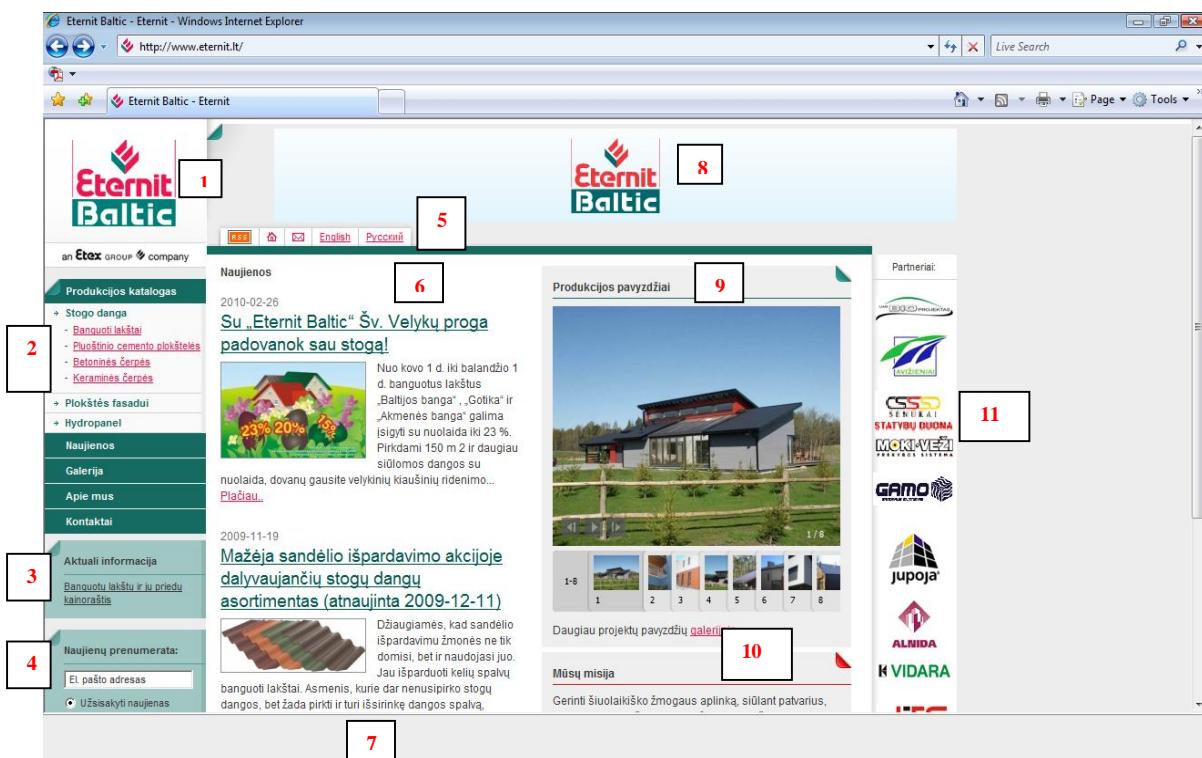 Eternit Baltic - Eternit - Windows Internet Explorer
http://www.eternit.lt/
Live Search
Eternit Baltic - Eternit
Page
Tools
Eternit
Baltic
1
an Etex GROUP company
Eternit
Baltic
8
5
RSS
English
Русский
Produkcijos katalogas
Stogo danga
- Banguoti lakštai
- Pluoštinio cemento plokštelės
- Betoninės čerpės
- Keraminės čerpės
2
Plokštės fasadui
Hydropanel
Naujienos
Galerija
Apie mus
Kontaktai
3
Aktuali informacija
Banguotu lakštu ir ju priedu
kainoraštis
4
Naujienų prenumerata:
El. pašto adresas
Užsisakyti naujienas
Naujienos
6
2010-02-26
Su „Eternit Baltic“ Šv. Velykų proga
padovanok sau stogą!
23% 20% 15%
Nuo kovo 1 d. iki balandžio 1
d. banguotus lakštus
„Baltijos banga“ , „Gotika“ ir
„Akmenės banga“ galima
įsigyti su nuolaida iki 23 %.
Pirkdami 150 m 2 ir daugiau
siūlomos dangos su
nuolaida, dovanų gausite velykinių kiaušinių ridenimo...
Plačiau..
2009-11-19
Mažėja sandėlio išpardavimo akcijoje
dalyvaujančių stogų dangų
asortimentas (atnaujinta 2009-12-11)
Džiaugiamės, kad sandėlio
išpardavimu žmonės ne tik
domisi, bet ir naudojasi juo.
Jau išparduoti kelių spalvų
banguoti lakštai. Asmenis, kurie dar nenusipirko stogų
dangos, bet žada pirkti ir turi išsirinkę dangos spalvą,
7
Produkcijos pavyzdžiai
9
1/8
1-8
1 2 3 4 5 6 7 8
Daugiau projektų pavyzdžių
10
Mūsų misija
Gerinti šiuolaikiško žmogaus aplinką, siūlant patvarius,
Partneriai:
PROJEKTAS
AVIŽIENIAI
SENUKAI
STATYBŲ DUONA
11
MOKI-VEŽI
PREKYBOS SISTEMA
GAMO
jupoja
ALNIDA
VIDARA